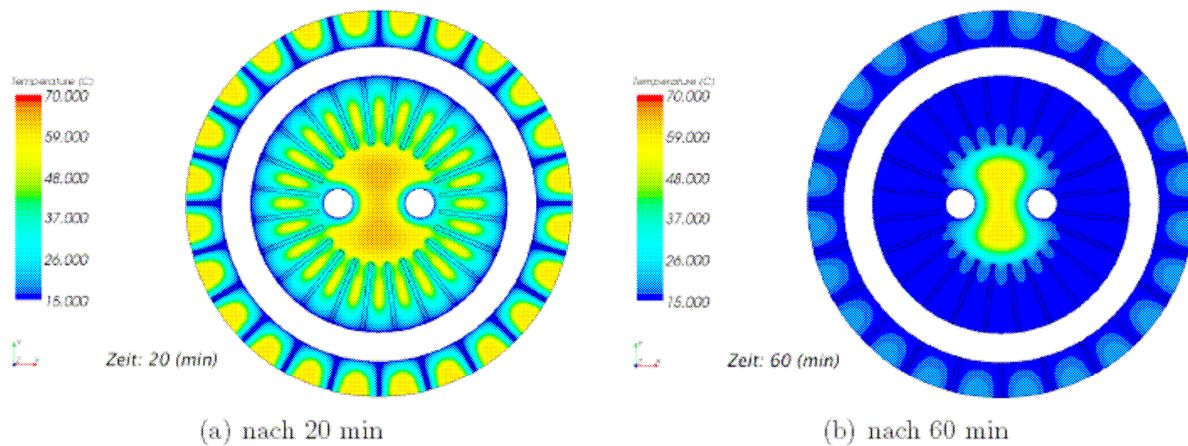 Temperature (C)
70.000
59.000
48.000
37.000
26.000
15.000
Zeit: 20 (min)
(a) nach 20 min
Temperature (C)
70.000
59.000
48.000
37.000
26.000
15.000
Zeit: 60 (min)
(b) nach 60 min